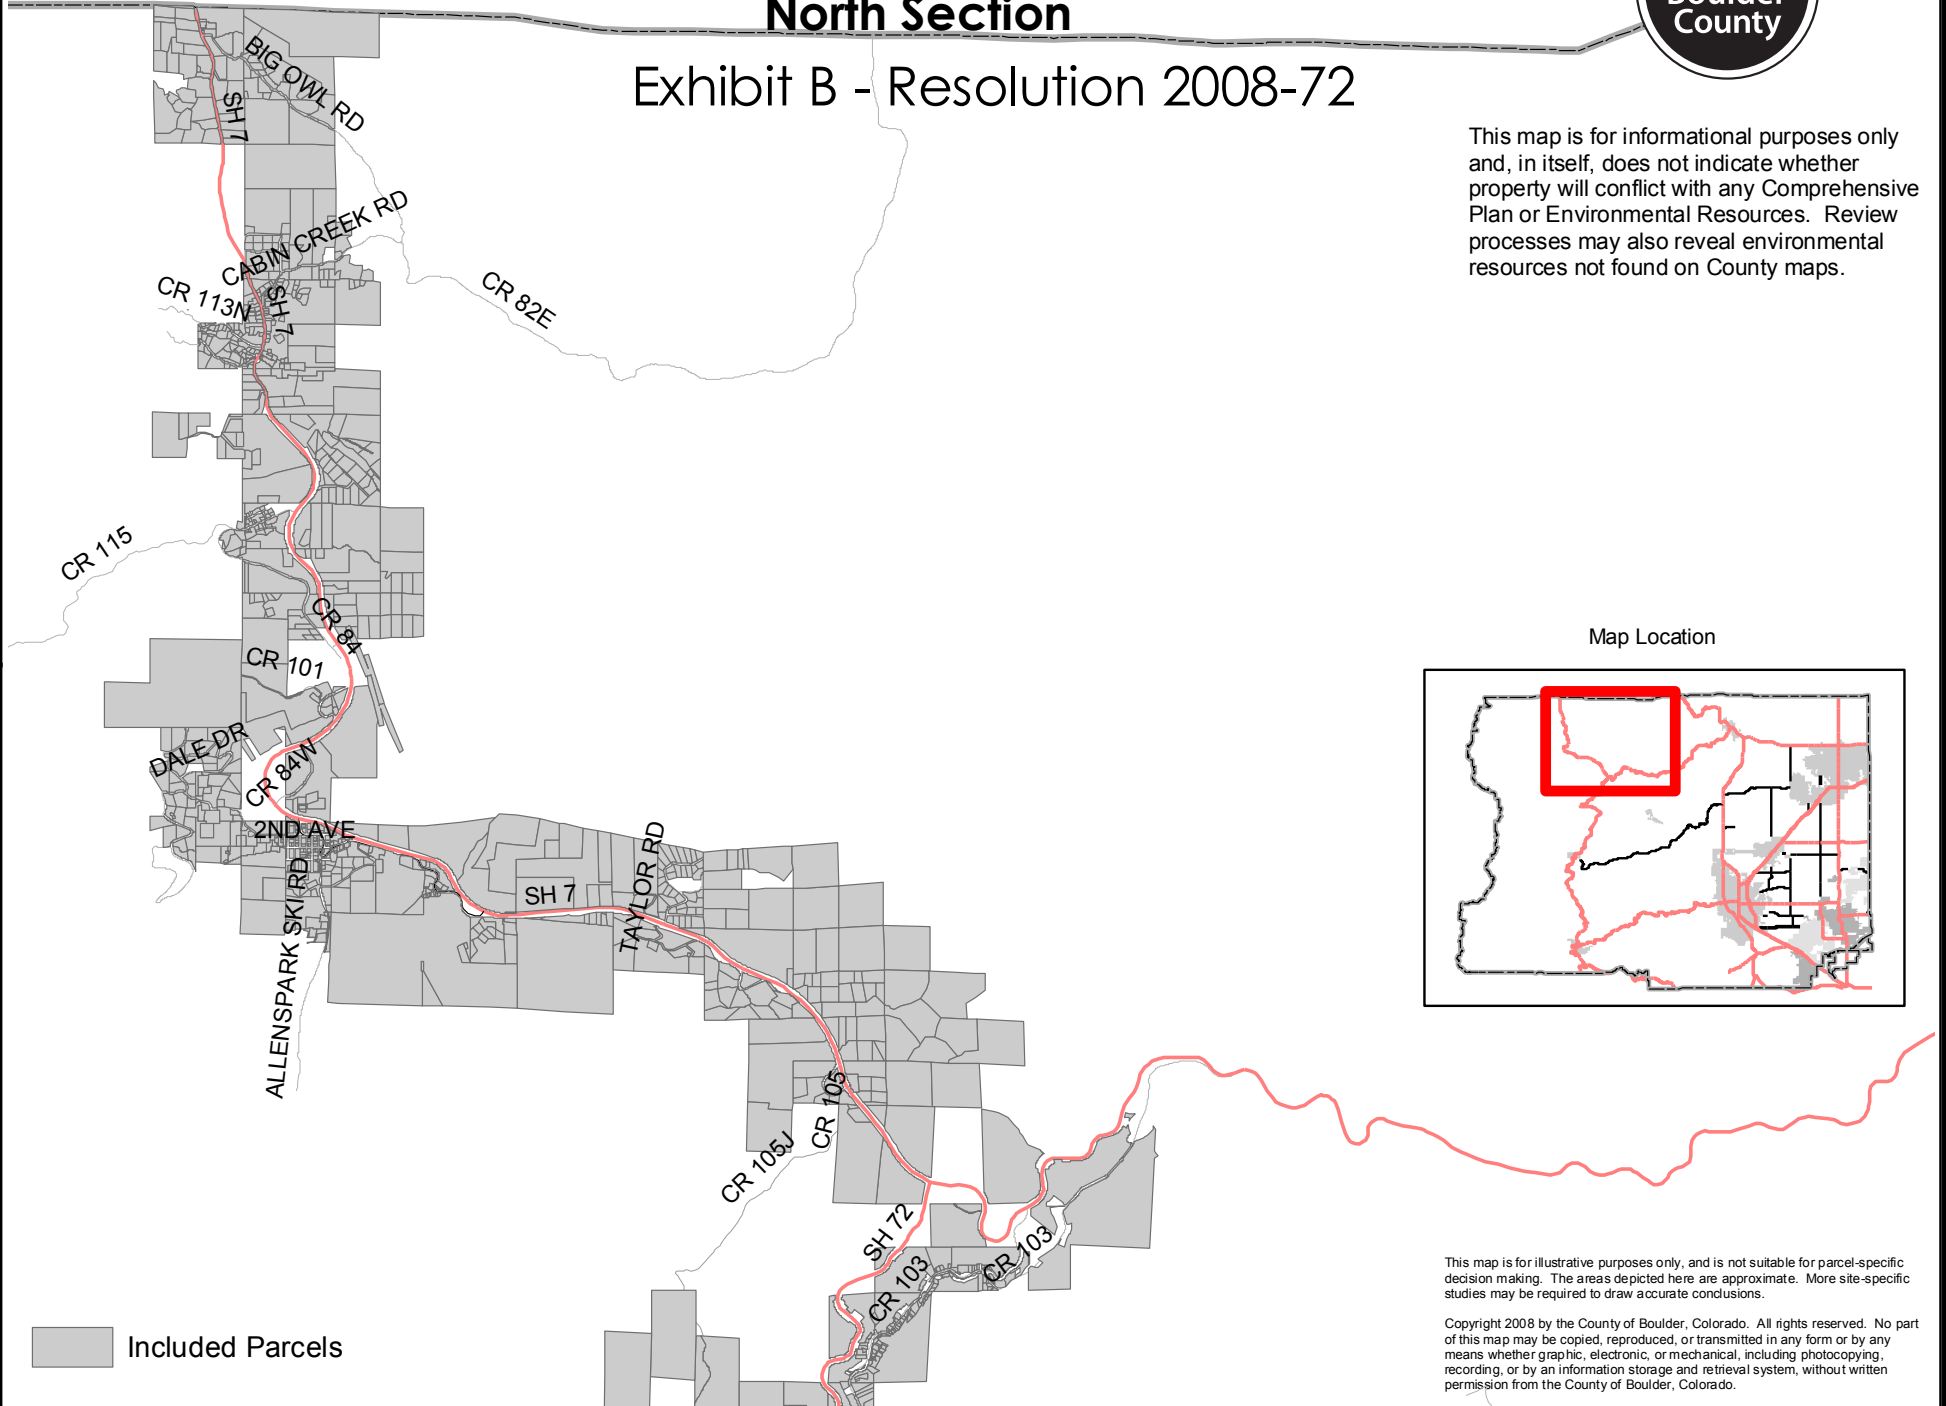 North Section
Boulder
County
Exhibit B - Resolution 2008-72
This map is for informational purposes only
and, in itself, does not indicate whether
property will conflict with any Comprehensive
Plan or Environmental Resources.  Review
processes may also reveal environmental
resources not found on County maps.
BIG OWL RD
SH 7
CABIN CREEK RD
CR 113N
SH 7
CR 82E
CR 115
CR 84
CR 101
DALE DR
CR 84W
2ND AVE
ALLENSPARK SKI RD
SH 7
TAYLOR RD
CR 105
CR 105J
SH 72
CR 103
CR 103
Map Location
Included Parcels
This map is for illustrative purposes only, and is not suitable for parcel-specific
decision making.  The areas depicted here are approximate.  More site-specific
studies may be required to draw accurate conclusions.
Copyright 2008 by the County of Boulder, Colorado.  All rights reserved.  No part
of this map may be copied, reproduced, or transmitted in any form or by any
means whether graphic, electronic, or mechanical, including photocopying,
recording, or by an information storage and retrieval system, without written
permission from the County of Boulder, Colorado.